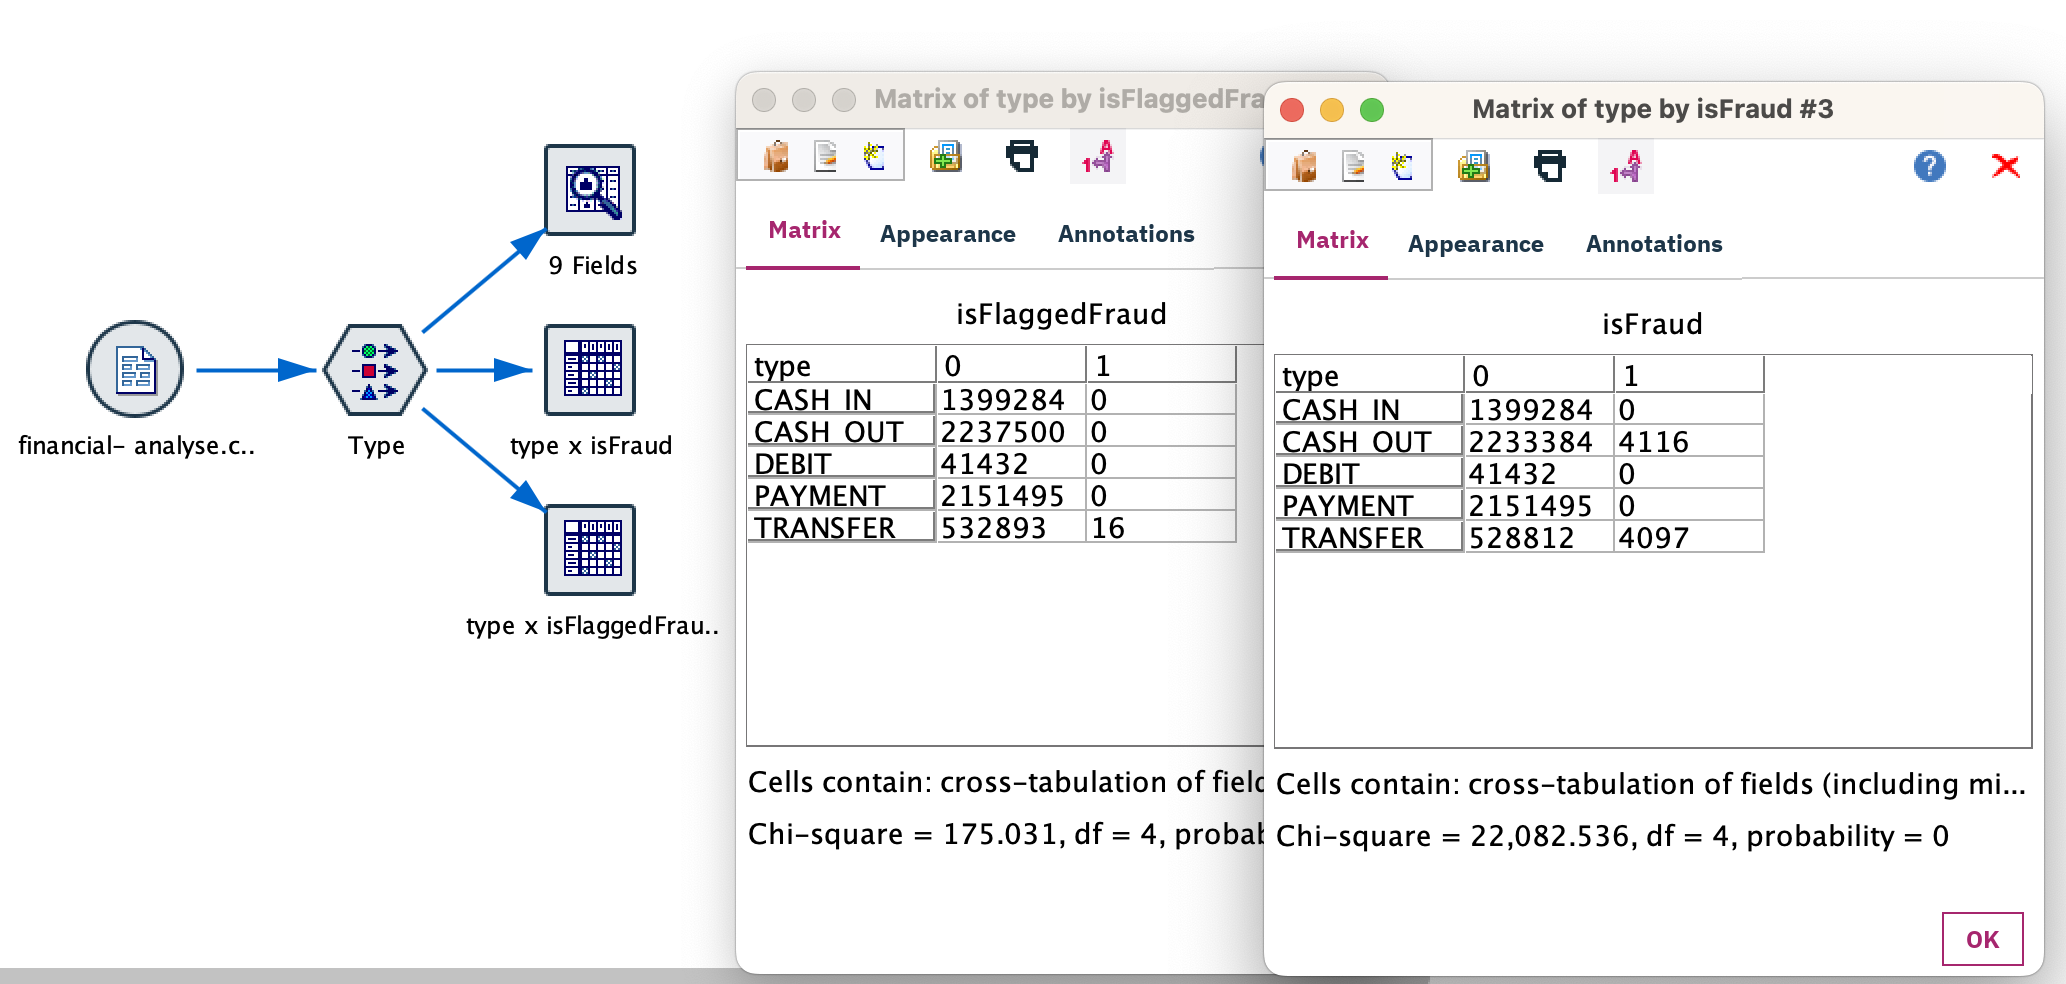 9 Fields
financial- analyse.c..
Type
type x isFraud
type x isFlaggedFrau..
Matrix of type by isFlaggedFra
Matrix Appearance Annotations
isFlaggedFraud
type 0 1
CASH_IN 1399284 0
CASH_OUT 2237500 0
DEBIT 41432 0
PAYMENT 2151495 0
TRANSFER 532893 16
Cells contain: cross-tabulation of field
Chi-square = 175.031, df = 4, probab
Matrix of type by isFraud #3
Matrix Appearance Annotations
isFraud
type 0 1
CASH_IN 1399284 0
CASH_OUT 2233384 4116
DEBIT 41432 0
PAYMENT 2151495 0
TRANSFER 528812 4097
Cells contain: cross-tabulation of fields (including mi...
Chi-square = 22,082.536, df = 4, probability = 0
OK